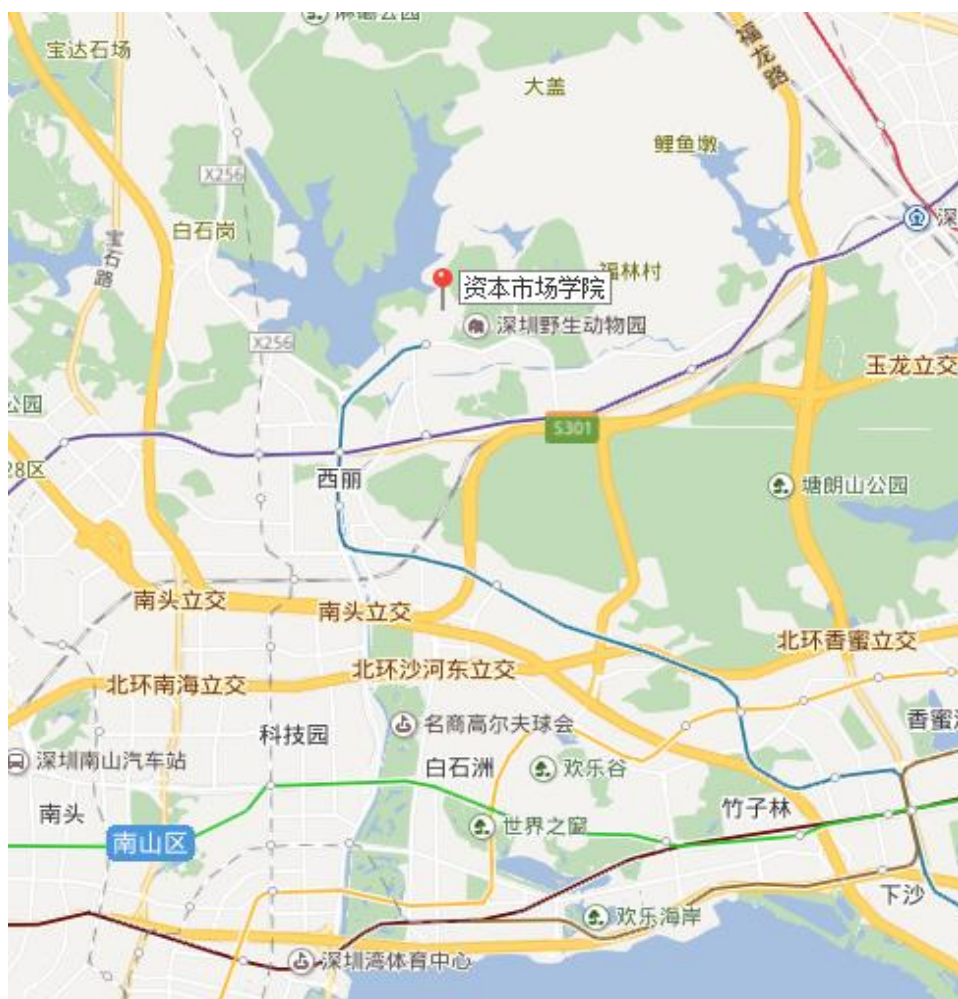 宝达石场
大盖
福龙路
鲤鱼墩
X256
白石岗
宝石路
深
福林村
资本市场学院
深圳野生动物园
X256
玉龙立交
公园
S301
28区
西丽
塘朗山公园
南头立交
南头立交
北环香蜜立交
北环沙河东立交
北环南海立交
名商高尔夫球会
香蜜
科技园
深圳南山汽车站
白石洲
欢乐谷
南头
竹子林
世界之窗
南山区
下沙
欢乐海岸
深圳湾体育中心